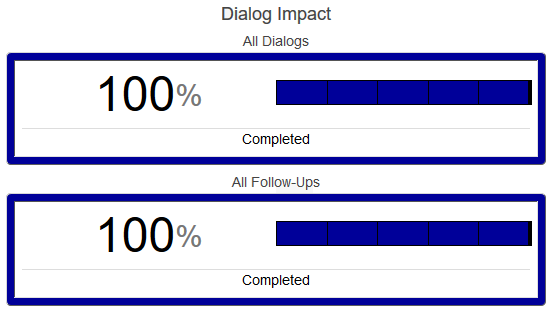 Dialog Impact
All Dialogs
100%
Completed
All Follow-Ups
100%
Completed